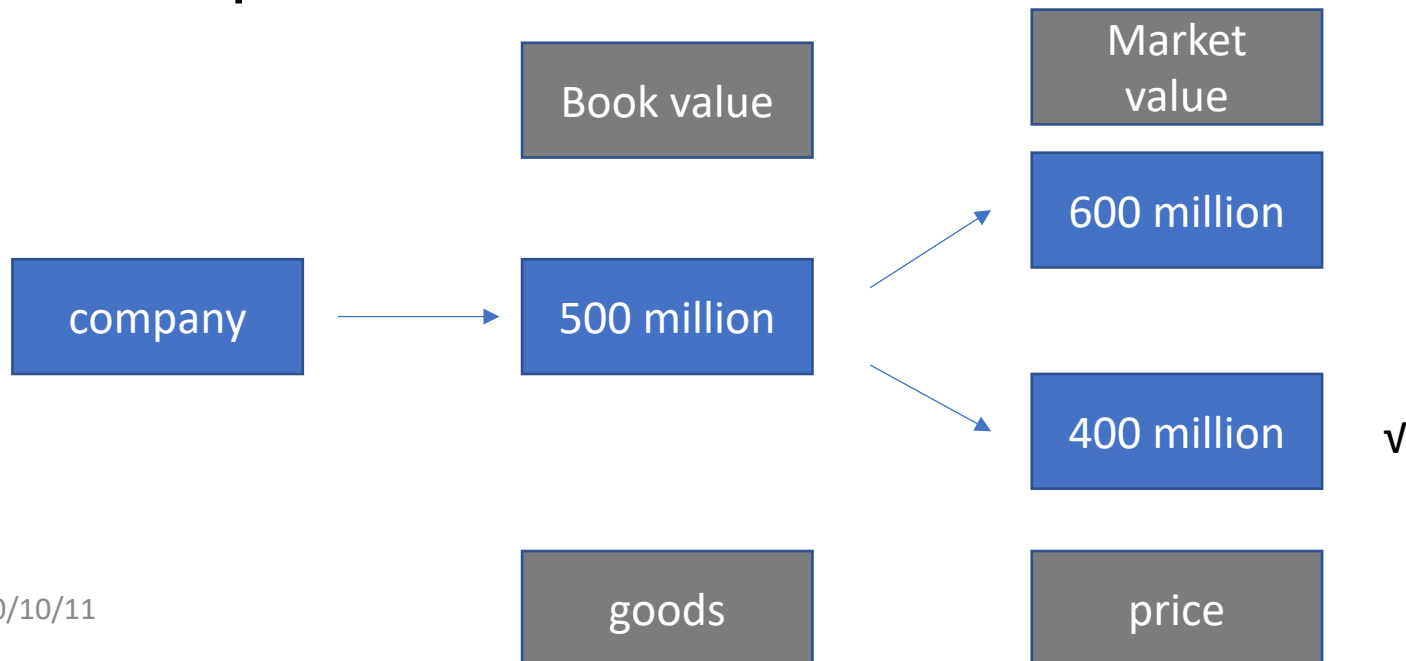 Market
value
Book value
600 million
company
500 million
400 million
√
0/10/11
goods
price